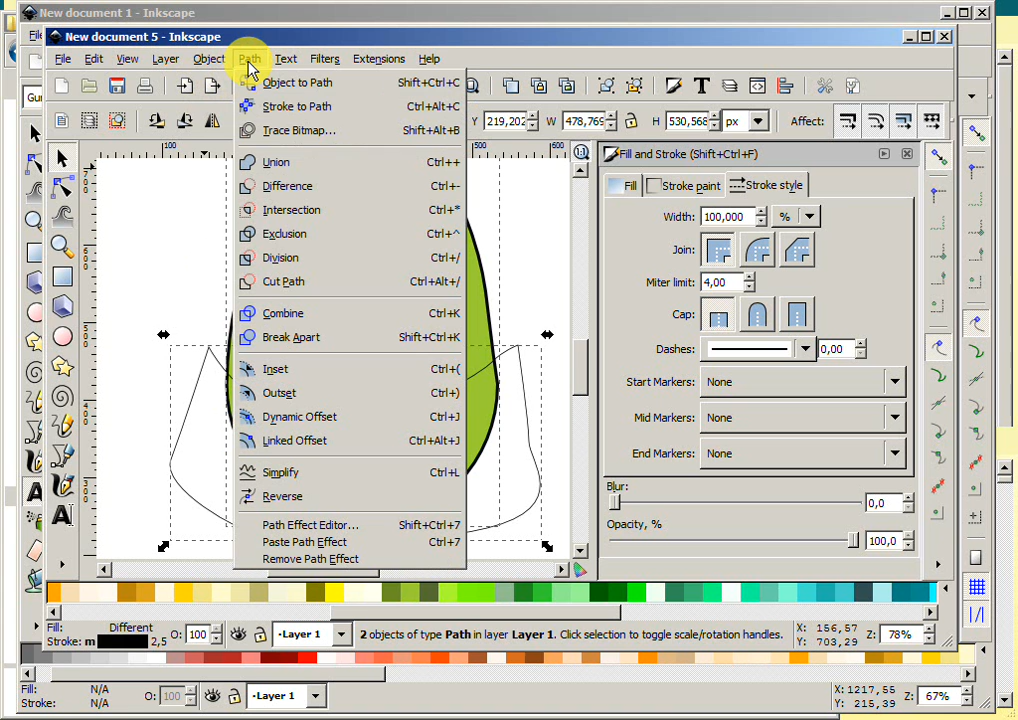 New document 1 - Inkscape
New document 5 - Inkscape
File Edit View Layer Object Path Text Filters Extensions Help
Object to Path Shift+Ctrl+C
Stroke to Path Ctrl+Alt+C
Trace Bitmap... Shift+Alt+B
Union Ctrl++
Difference Ctrl+-
Intersection Ctrl+*
Exclusion Ctrl+^
Division Ctrl+/
Cut Path Ctrl+Alt+/
Combine Ctrl+K
Break Apart Shift+Ctrl+K
Inset Ctrl+(
Outset Ctrl+)
Dynamic Offset Ctrl+J
Linked Offset Ctrl+Alt+J
Simplify Ctrl+L
Reverse
Path Effect Editor... Shift+Ctrl+7
Paste Path Effect Ctrl+7
Remove Path Effect
Y 219,202 W 478,769 H 530,568 px Affect:
100 500 600
Fill and Stroke (Shift+Ctrl+F)
Fill Stroke paint Stroke style
Width: 100,000 %
Join:
Miter limit: 4,00
Cap:
Dashes: 0,00
Start Markers: None
Mid Markers: None
End Markers: None
Blur:
0,0
Opacity, %
100,0
Fill: Different
Stroke: m 2,5
O: 100
Layer 1
2 objects of type Path in layer Layer 1. Click selection to toggle scale/rotation handles.
X: 156,57
Y: 703,29
Z: 78%
Fill: N/A
Stroke: N/A
O: 100
Layer 1
X:1217,55
Y: 215,39
Z: 67%